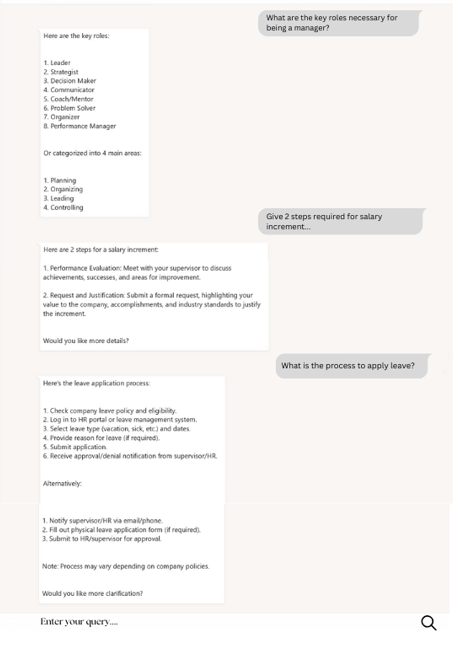 What are the key roles necessary for
being a manager?
Here are the key roles:
1. Leader
2. Strategist
3. Decision Maker
4. Communicator
5. Coach/Mentor
6. Problem Solver
7. Organizer
8. Performance Manager
Or categorized into 4 main areas:
1. Planning
2. Organizing
3. Leading
4. Controlling
Give 2 steps required for salary
increment...
Here are 2 steps for a salary increment:
1. Performance Evaluation: Meet with your supervisor to discuss
achievements, successes, and areas for improvement.
2. Request and Justification: Submit a formal request, highlighting your
value to the company, accomplishments, and industry standards to justify
the increment.
Would you like more details?
What is the process to apply leave?
Here's the leave application process:
1. Check company leave policy and eligibility.
2. Log in to HR portal or leave management system.
3. Select leave type (vacation, sick, etc.) and dates.
4. Provide reason for leave (if required).
5. Submit application.
6. Receive approval/denial notification from supervisor/HR.
Alternatively:
1. Notify supervisor/HR via email/phone.
2. Fill out physical leave application form (if required).
3. Submit to HR/supervisor for approval.
Note: Process may vary depending on company policies.
Would you like more clarification?
Enter your query....